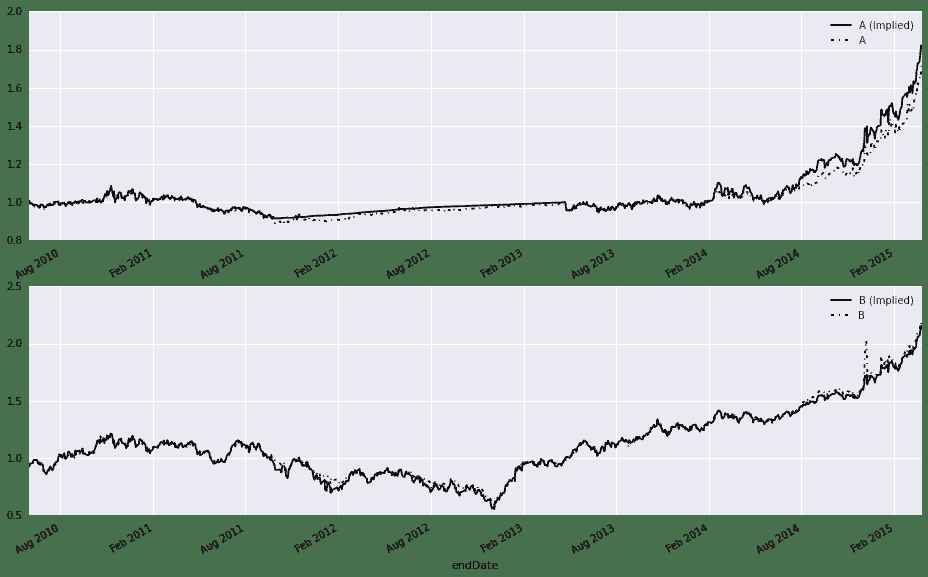 2.0
1.8
1.6
1.4
1.2
1.0
0.8
A (Implied)
A
Aug 2010
Feb 2011
Aug 2011
Feb 2012
Aug 2012
Feb 2013
Aug 2013
Feb 2014
Aug 2014
Feb 2015
2.5
2.0
1.5
1.0
0.5
B (Implied)
B
Aug 2010
Feb 2011
Aug 2011
Feb 2012
Aug 2012
Feb 2013
Aug 2013
Feb 2014
Aug 2014
Feb 2015
endDate